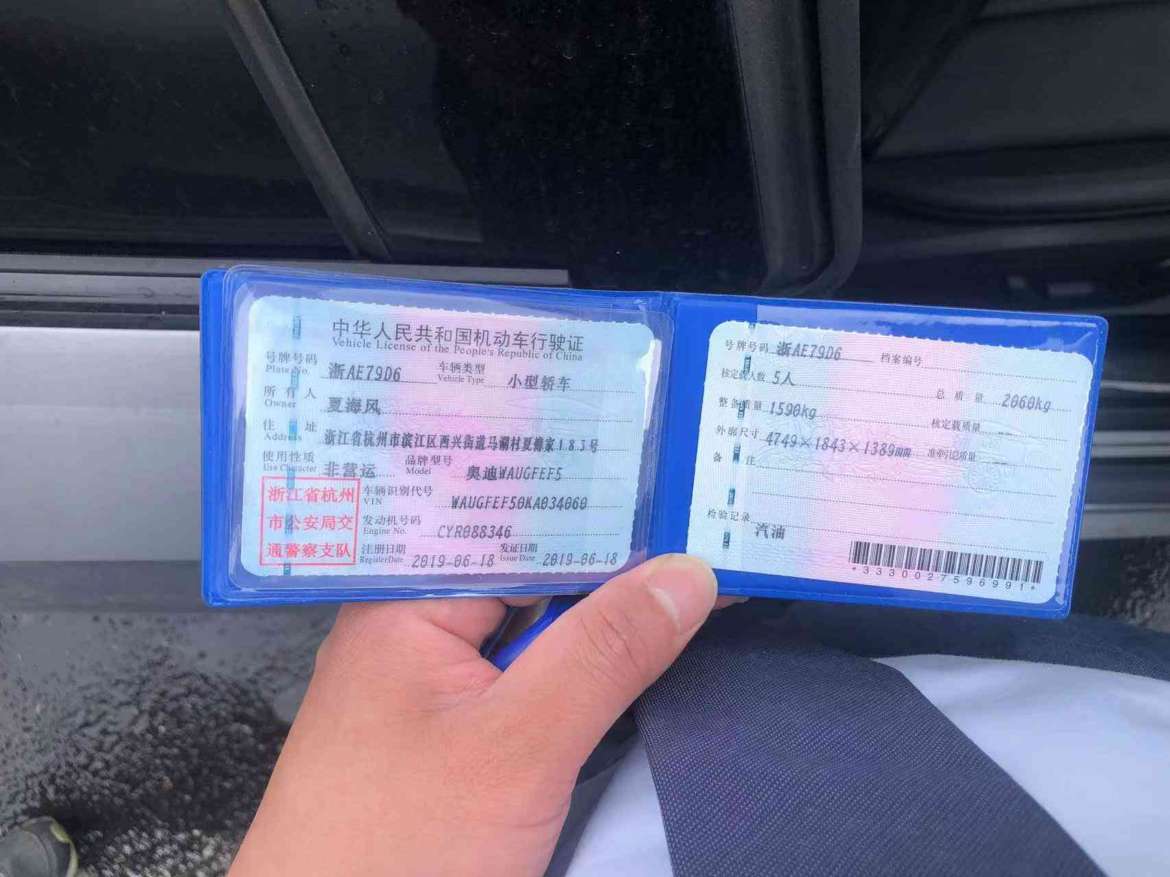 中华人民共和国机动车行驶证
Vehicle License of the People's Republic of China
号牌号码 浙AE79D6 车辆类型 小型轿车
Plate No. Vehicle Type
所有人 夏海风
Owner
住址 浙江省杭州市滨江区西兴街道马湖村夏傅家183号
Address
使用性质 非营运 品牌型号 奥迪WAUGFEF5
Use Character Model
浙江省杭州
市公安局交
通警察支队
车辆识别代号 WAUGFEF50KA034060
VIN
发动机号码 CYR088346
Engine No.
注册日期 2019-06-18 发证日期 2019-06-18
Register Date Issue Date
号牌号码 浙AE79D6 档案编号
核定载人数 5人 总质量 2060kg
整备质量 1590kg 核定载质量 --
外廓尺寸 4749×1843×1389mm 准牵引总质量 --
备注
检验记录 汽油
*3330027596991*